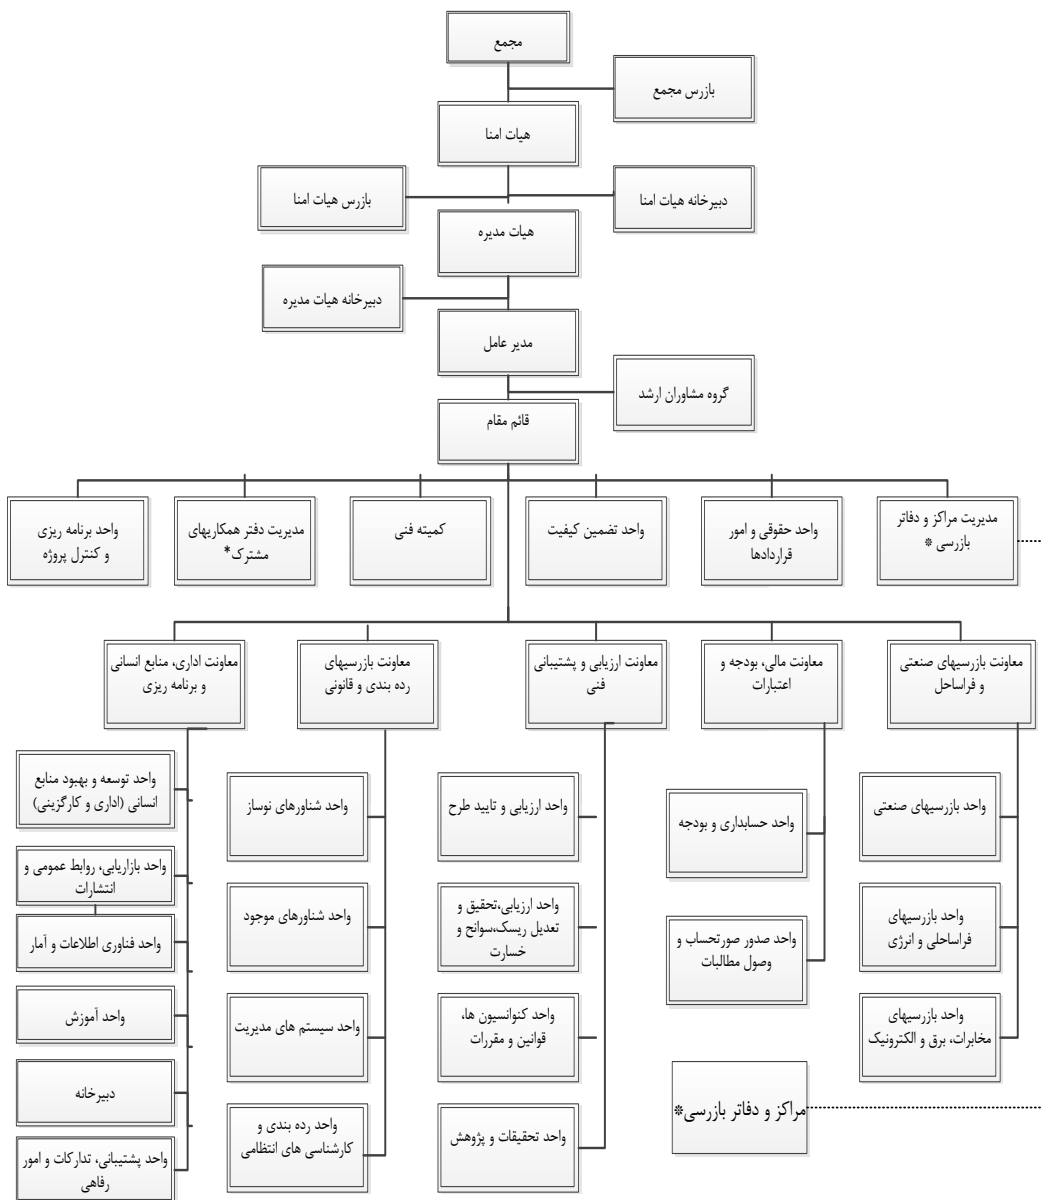 مجمع
بازرس مجمع
هیات امنا
دبیرخانه هیات امنا
بازرس هیات امنا
هیات مدیره
دبیرخانه هیات مدیره
مدیر عامل
گروه مشاوران ارشد
قائم مقام
مدیریت مراکز و دفاتر
بازرسی *
واحد حقوقی و امور
قراردادها
واحد تضمین کیفیت
کمیته فنی
مدیریت دفتر همکاریهای
مشترک*
واحد برنامه ریزی
و کنترل پروژه
معاونت بازرسیهای صنعتی
و فراساحل
معاونت مالی، بودجه و
اعتبارات
معاونت ارزیابی و پشتیبانی
فنی
معاونت بازرسیهای
رده بندی و قانونی
معاونت اداری، منابع انسانی
و برنامه ریزی
واحد بازرسیهای صنعتی
واحد بازرسیهای
فراساحلی و انرژی
واحد بازرسیهای
مخابرات، برق و الکترونیک
واحد حسابداری و بودجه
واحد صدور صورتحساب و
وصول مطالبات
مراکز و دفاتر بازرسی*
واحد ارزیابی و تایید طرح
واحد ارزیابی،تحقیق و
تعدیل ریسک،سوانح و
خسارت
واحد کنوانسیون ها،
قوانین و مقررات
واحد تحقیقات و پژوهش
واحد شناورهای نوساز
واحد شناورهای موجود
واحد سیستم های مدیریت
واحد رده بندی و
کارشناسی های انتظامی
واحد توسعه و بهبود منابع
انسانی (اداری و کارگزینی)
واحد بازاریابی، روابط عمومی و
انتشارات
واحد فناوری اطلاعات و آمار
واحد آموزش
دبیرخانه
واحد پشتیبانی، تدارکات و امور
رفاهی